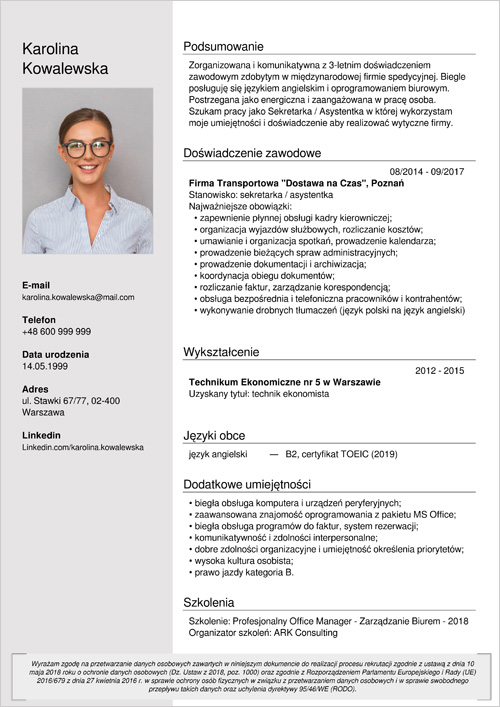 Karolina
Kowalewska
E-mail
karolina.kowalewska@mail.com
Telefon
+48 600 999 999
Data urodzenia
14.05.1999
Adres
ul. Stawki 67/77, 02-400
Warszawa
Linkedin
Linkedin.com/karolina.kowalewska
Podsumowanie
Zorganizowana i komunikatywna z 3-letnim doświadczeniem
zawodowym zdobytym w międzynarodowej firmie spedycyjnej. Biegle
posługuję się językiem angielskim i oprogramowaniem biurowym.
Postrzegana jako energiczna i zaangażowana w pracę osoba.
Szukam pracy jako Sekretarka / Asystentka w której wykorzystam
moje umiejętności i doświadczenie aby realizować wytyczne firmy.
Doświadczenie zawodowe
08/2014 - 09/2017
Firma Transportowa "Dostawa na Czas", Poznań
Stanowisko: sekretarka / asystentka
Najważniejsze obowiązki:
• zapewnienie płynnej obsługi kadry kierowniczej;
• organizacja wyjazdów służbowych, rozliczanie kosztów;
• umawianie i organizacja spotkań, prowadzenie kalendarza;
• prowadzenie bieżących spraw administracyjnych;
• prowadzenie dokumentacji i archiwizacja;
• koordynacja obiegu dokumentów;
• rozliczanie faktur, zarządzanie korespondencją;
• obsługa bezpośrednia i telefoniczna pracowników i kontrahentów;
• wykonywanie drobnych tłumaczeń (język polski na język angielski)
Wykształcenie
2012 - 2015
Technikum Ekonomiczne nr 5 w Warszawie
Uzyskany tytuł: technik ekonomista
Języki obce
język angielski — B2, certyfikat TOEIC (2019)
Dodatkowe umiejętności
• biegła obsługa komputera i urządzeń peryferyjnych;
• zaawansowana znajomość oprogramowania z pakietu MS Office;
• biegła obsługa programów do faktur, system rezerwacji;
• komunikatywność i zdolności interpersonalne;
• dobre zdolności organizacyjne i umiejętność określenia priorytetów;
• wysoka kultura osobista;
• prawo jazdy kategoria B.
Szkolenia
Szkolenie: Profesjonalny Office Manager - Zarządzanie Biurem - 2018
Organizator szkoleń: ARK Consulting
Wyrażam zgodę na przetwarzanie danych osobowych zawartych w niniejszym dokumencie do realizacji procesu rekrutacji zgodnie z ustawą z dnia 10
maja 2018 roku o ochronie danych osobowych (Dz. Ustaw z 2018, poz. 1000) oraz zgodnie z Rozporządzeniem Parlamentu Europejskiego i Rady (UE)
2016/679 z dnia 27 kwietnia 2016 r. w sprawie ochrony osób fizycznych w związku z przetwarzaniem danych osobowych i w sprawie swobodnego
przepływu takich danych oraz uchylenia dyrektywy 95/46/WE (RODO).